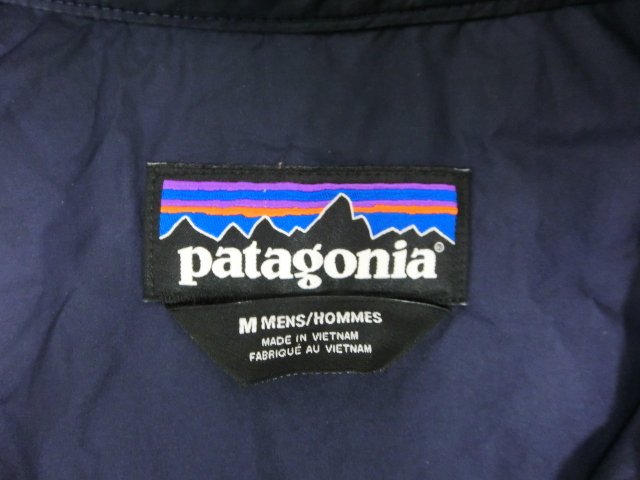 patagonia®
M MENS/HOMMES
MADE IN VIETNAM
FABRIQUÉ AU VIETNAM